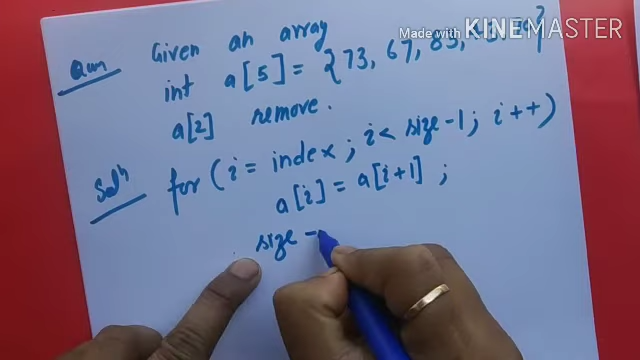 Made with KINEMASTER
Qun Given an array
int a[5] = {73, 67, 83,
a[2] remove.
Solⁿ for (i = index; i < size -1; i++)
a[i] = a[i+1] ;
size -